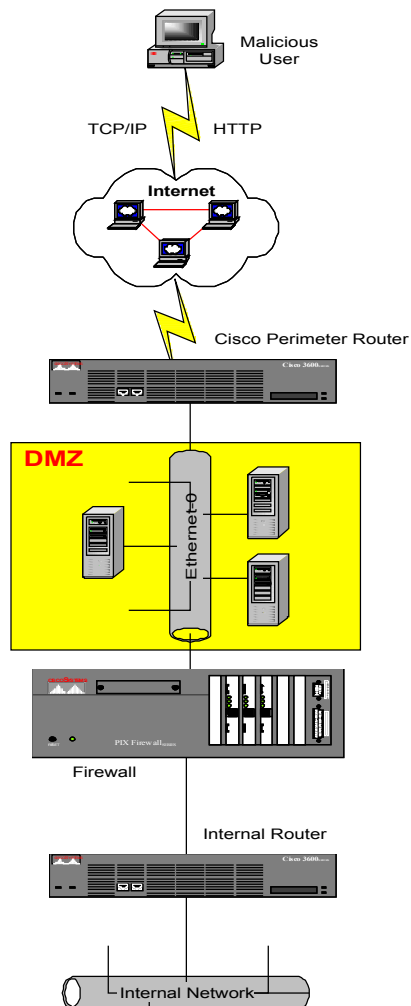 Malicious
User
TCP/IP
HTTP
Internet
Cisco Perimeter Router
Cisco 3600
DMZ
Ethernet-0
PIX Firewall
Firewall
Internal Router
Cisco 3600
Internal Network